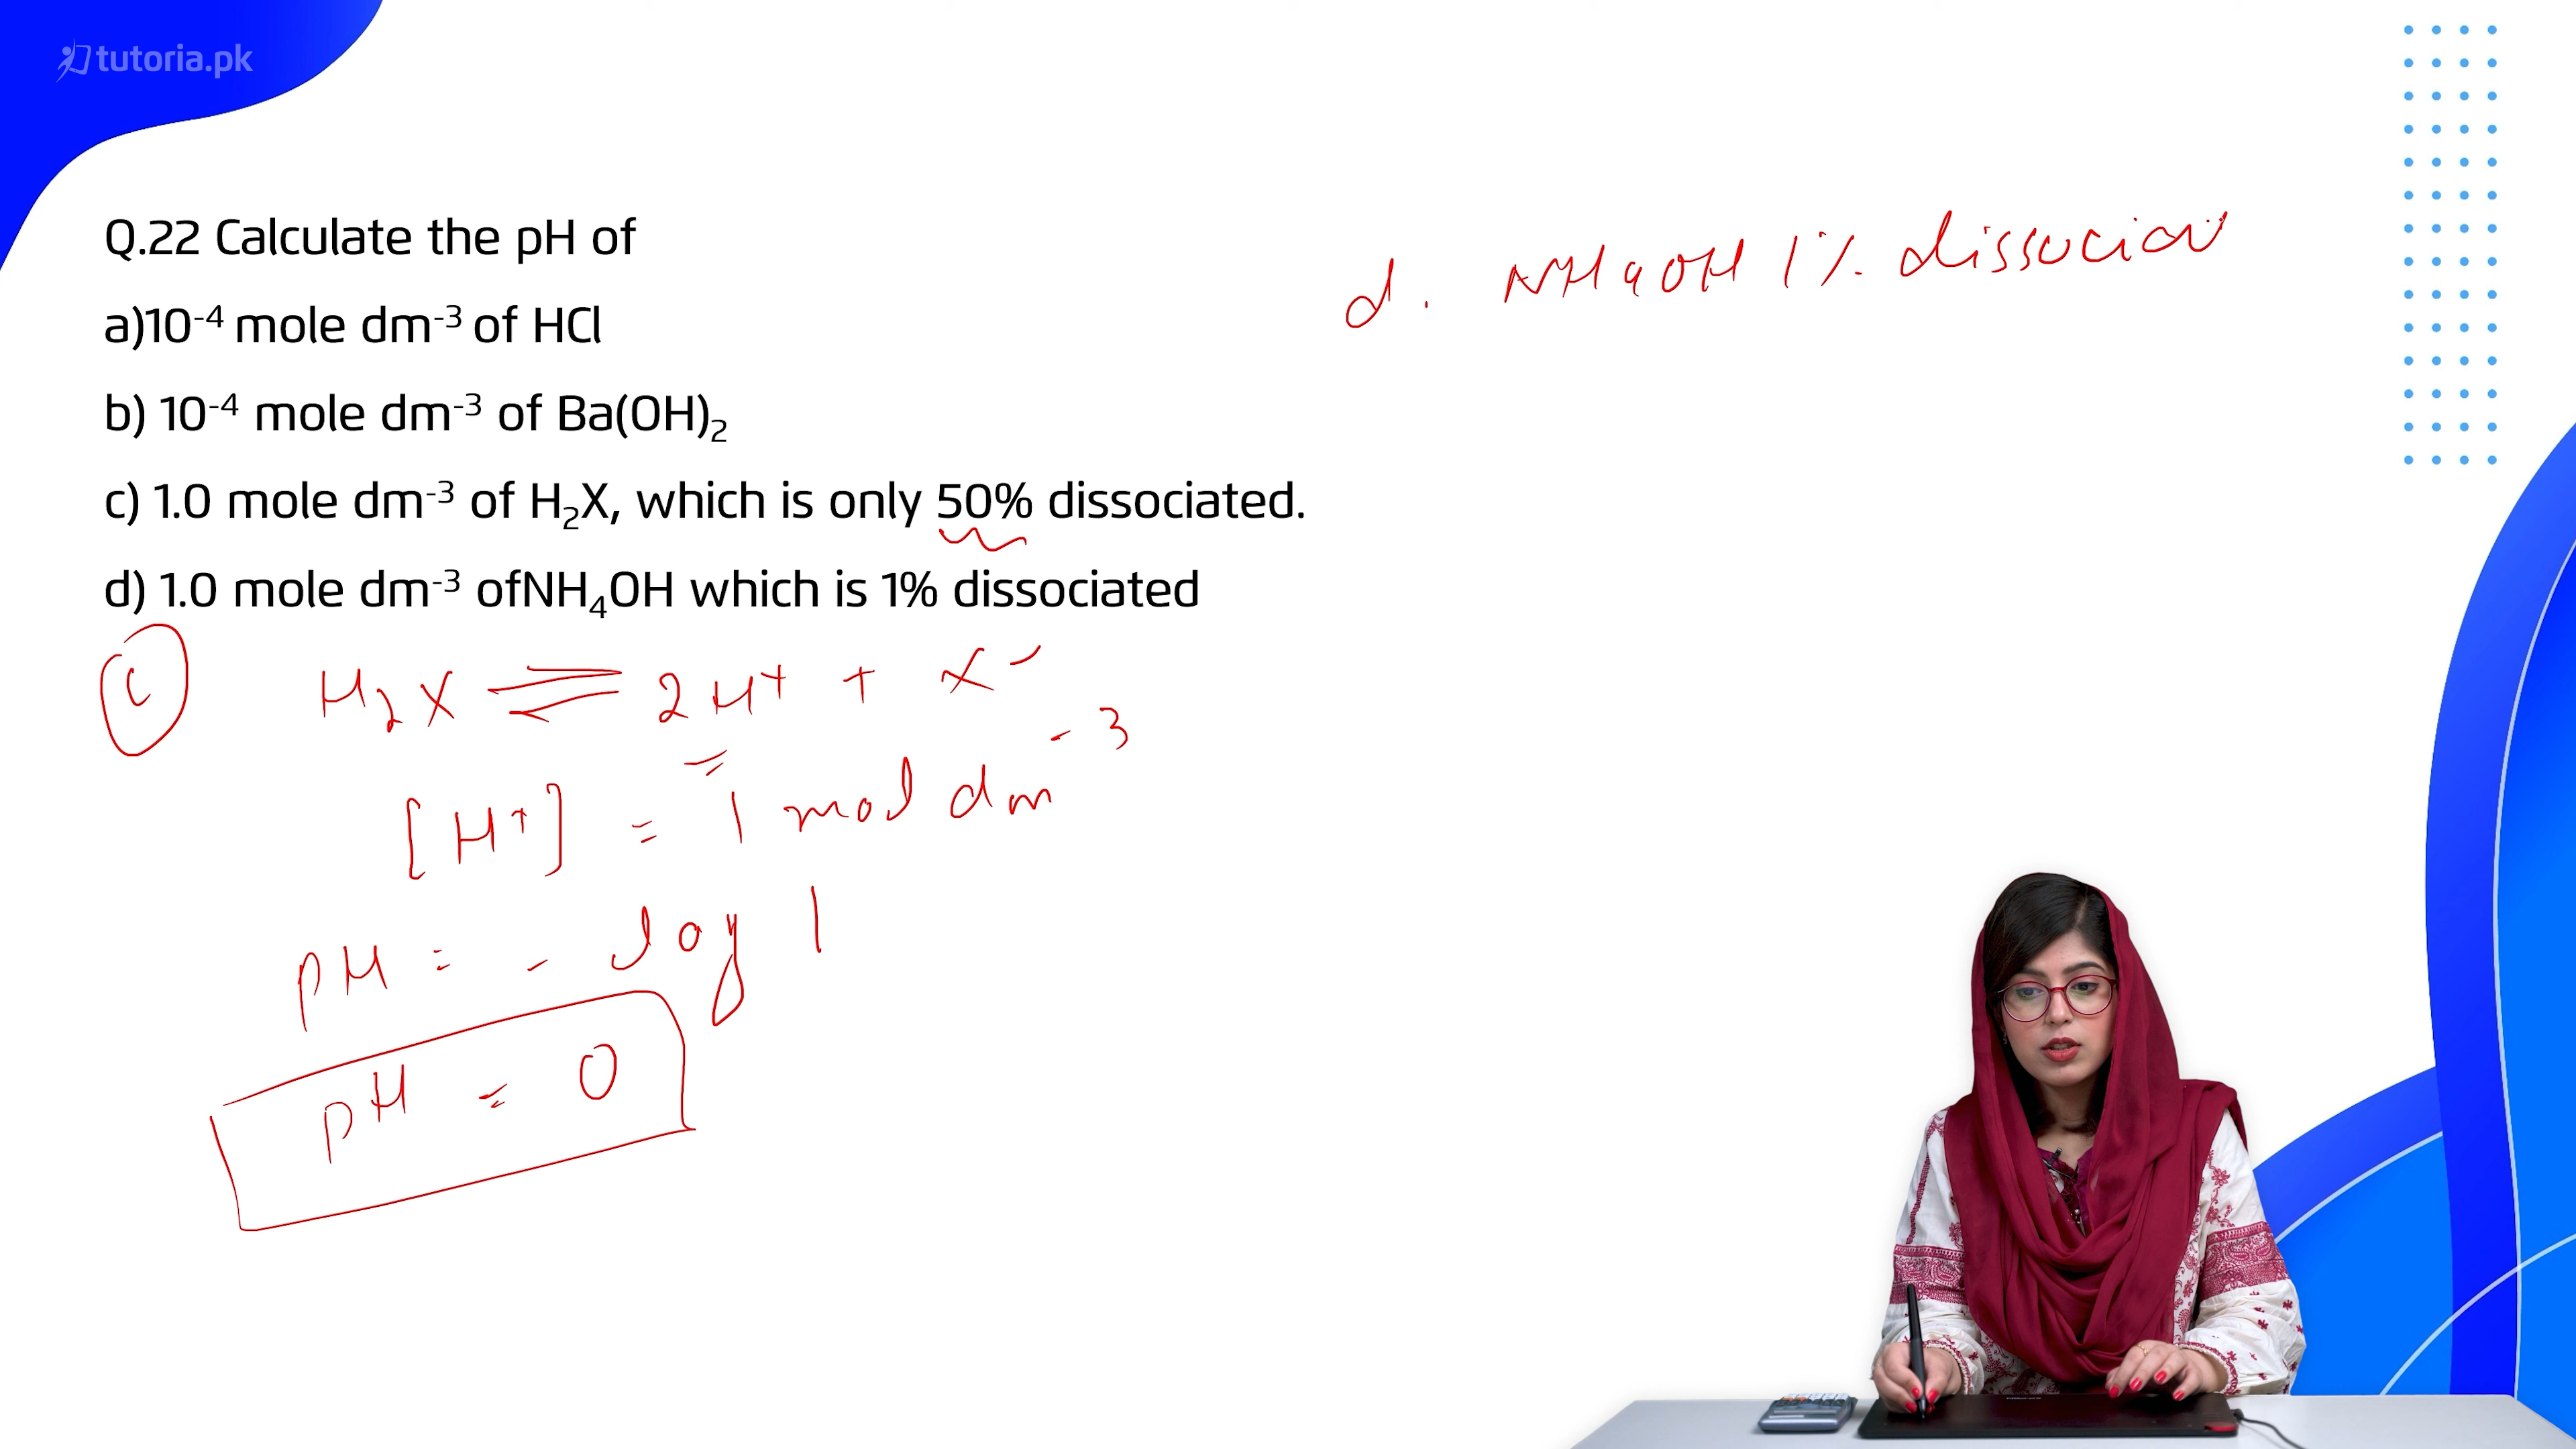 tutoria.pk
Q.22 Calculate the pH of
a)10⁻⁴ mole dm⁻³ of HCl
b) 10⁻⁴ mole dm⁻³ of Ba(OH)₂
c) 1.0 mole dm⁻³ of H₂X, which is only 50% dissociated.
d) 1.0 mole dm⁻³ ofNH₄OH which is 1% dissociated
c H₂X ⇌ 2H⁺ + X⁻
[H⁺] = 1 mol dm⁻³
pH = - log 1
pH = 0
d. NH₄OH 1%